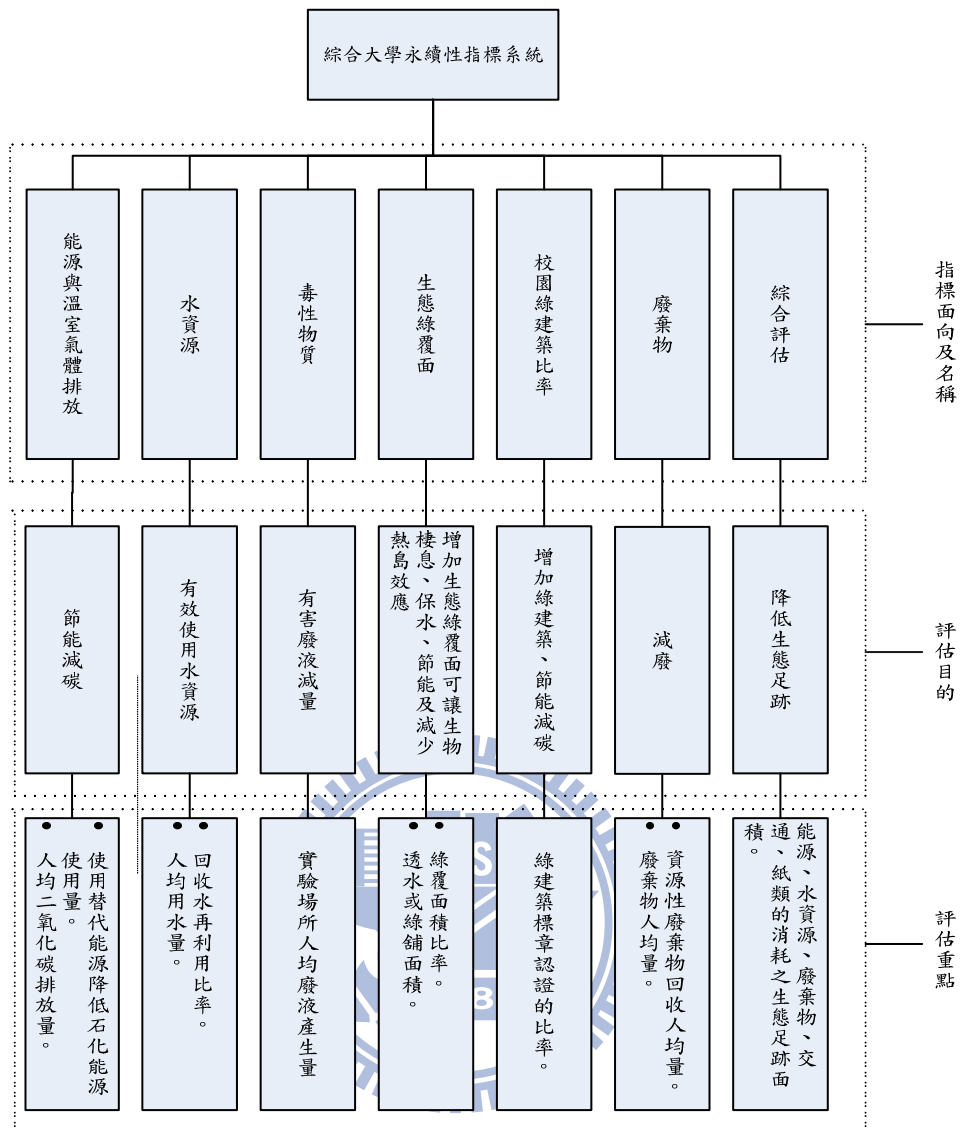 綜合大學永續性指標系統
能源與溫室氣體排放
水資源
毒性物質
生態綠覆面
校園綠建築比率
廢棄物
綜合評估
指標面向及名稱
節能減碳
有效使用水資源
有害廢液減量
增加生態綠覆面可讓生物
棲息、保水、節能及減少
熱島效應
增加綠建築、節能減碳
減廢
降低生態足跡
評估目的
•使用替代能源降低石化能源
使用量。
•人均二氧化碳排放量。
•回收水再利用比率。
•人均用水量。
實驗場所人均廢液產生量
•綠覆面積比率。
•透水或綠舖面積。
綠建築標章認證的比率。
•資源性廢棄物回收人均量。
•廢棄物人均量。
能源、水資源、廢棄物、交
通、紙類的消耗之生態足跡面
積。
評估重點
S
8